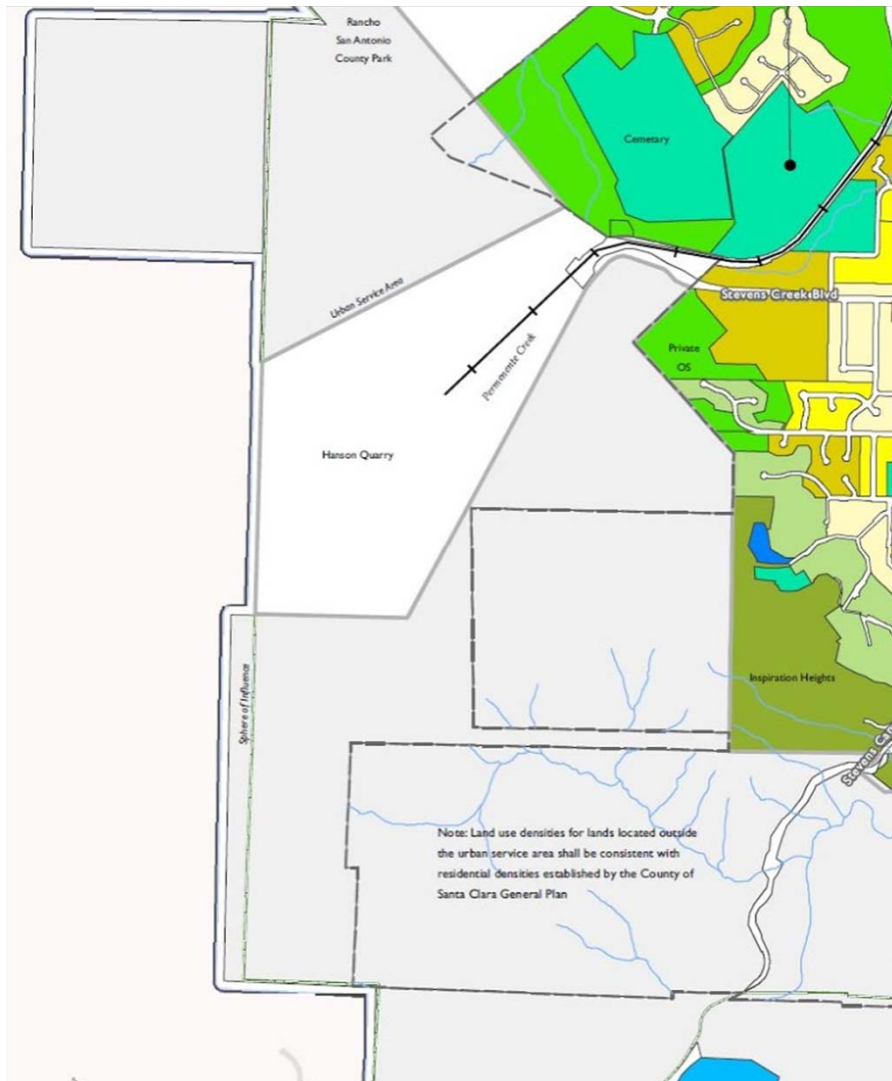 Rancho
San Antonio
County Park
Cemetary
Urban Service Area
Stevens Creek Blvd
Permanente Creek
Private
OS
Hanson Quarry
Sphere of Influence
Inspiration Heights
Note: Land use densities for lands located outside
the urban service area shall be consistent with
residential densities established by the County of
Santa Clara General Plan